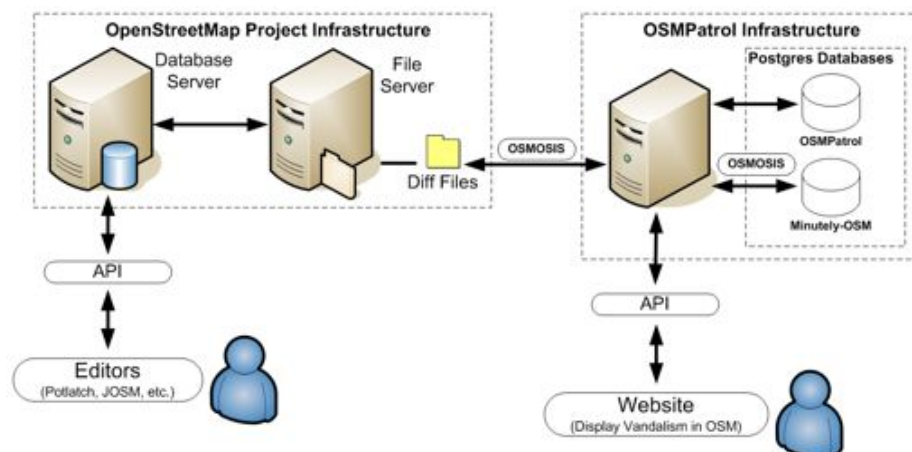 OpenStreetMap Project Infrastructure
Database
Server
File
Server
Diff Files
OSMOSIS
API
Editors
(Potlatch, JOSM, etc.)
OSMPatrol Infrastructure
Postgres Databases
OSMPatrol
OSMOSIS
Minutely-OSM
API
Website
(Display Vandalism in OSM)